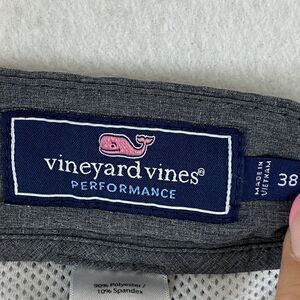 vineyard vines®
PERFORMANCE
MADE IN
VIETNAM
38
90% Polyester /
10% Spandex